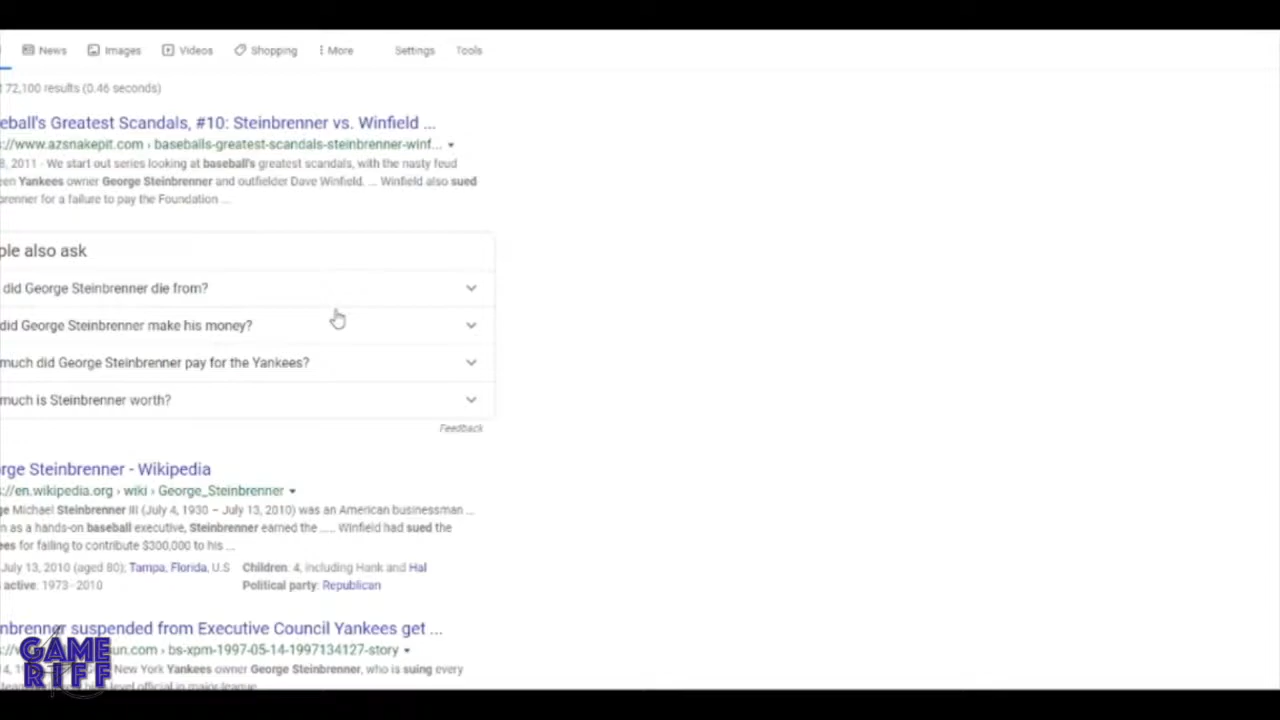 News Images Videos Shopping More Settings Tools
72,100 results (0.46 seconds)
eball's Greatest Scandals, #10: Steinbrenner vs. Winfield ...
://www.azsnakepit.com › baseballs-greatest-scandals-steinbrenner-winf...
8, 2011 · We start out series looking at baseball's greatest scandals, with the nasty feud
een Yankees owner George Steinbrenner and outfielder Dave Winfield. ... Winfield also sued
brenner for a failure to pay the Foundation ...
ple also ask
did George Steinbrenner die from?
did George Steinbrenner make his money?
much did George Steinbrenner pay for the Yankees?
much is Steinbrenner worth?
Feedback
rge Steinbrenner - Wikipedia
://en.wikipedia.org › wiki › George_Steinbrenner
ge Michael Steinbrenner III (July 4, 1930 – July 13, 2010) was an American businessman ...
n as a hands-on baseball executive, Steinbrenner earned the ..... Winfield had sued the
ees for failing to contribute $300,000 to his ...
July 13, 2010 (aged 80); Tampa, Florida, U.S Children: 4, including Hank and Hal
active: 1973–2010 Political party: Republican
nbrenner suspended from Executive Council Yankees get ...
un.com › bs-xpm-1997-05-14-1997134127-story
New York Yankees owner George Steinbrenner, who is suing every
level official in major-league
GAME
RIFF